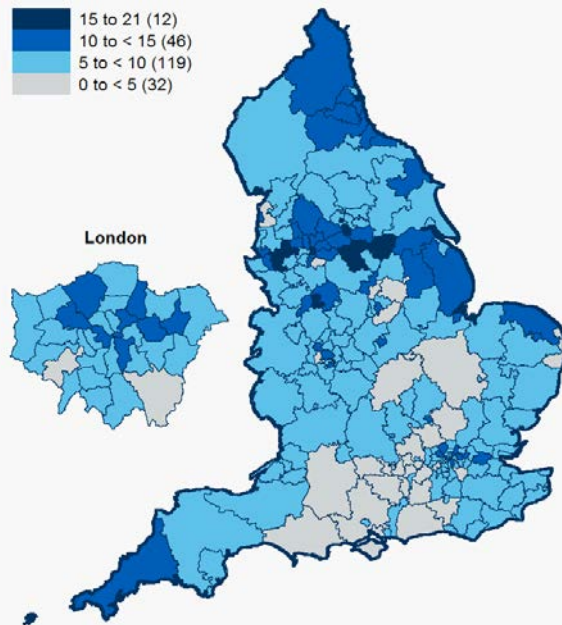 15 to 21 (12)
10 to < 15 (46)
5 to < 10 (119)
0 to < 5 (32)
London